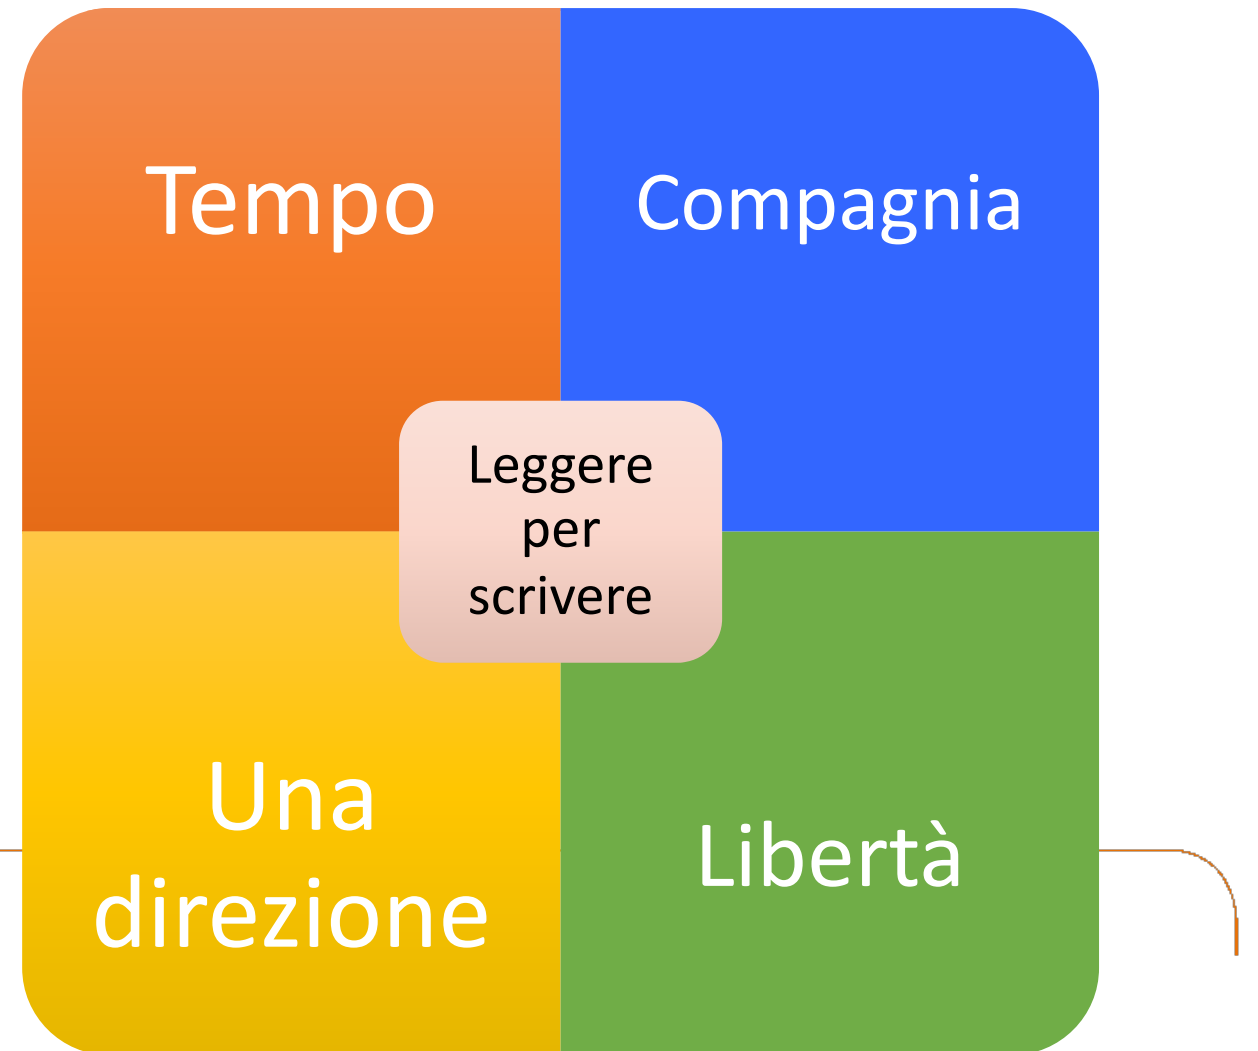 Tempo
Compagnia
Leggere
per
scrivere
Una
direzione
Libertà